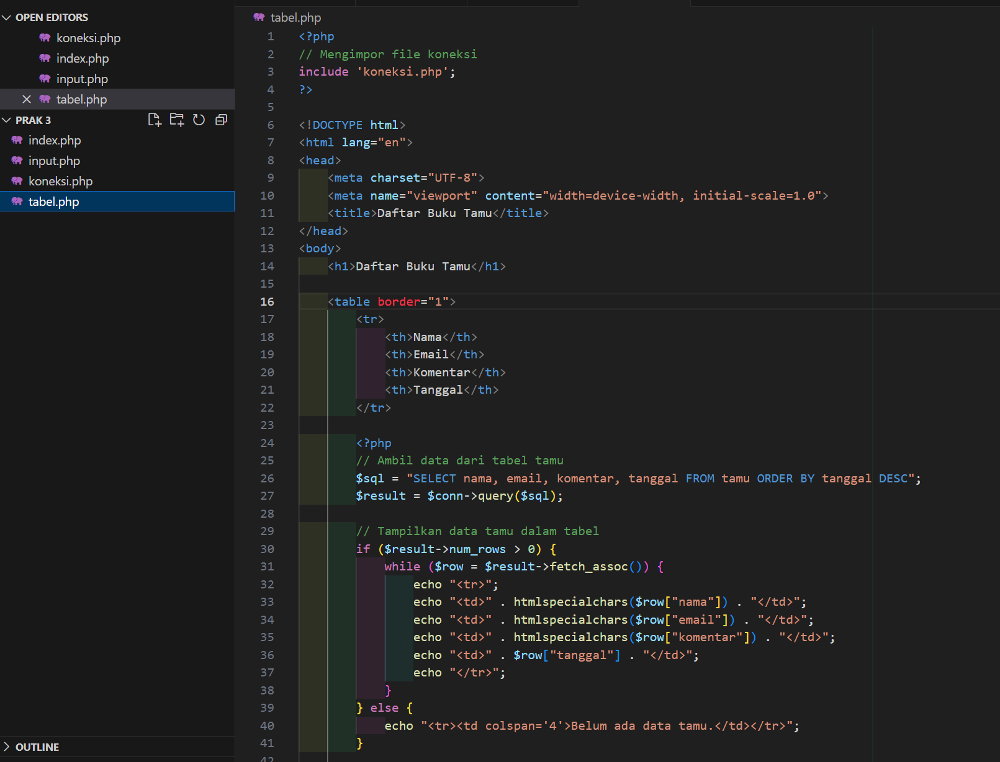 OPEN EDITORS
koneksi.php
index.php
input.php
tabel.php
PRAK 3
index.php
input.php
koneksi.php
tabel.php
OUTLINE
tabel.php
1 <?php
2 // Mengimpor file koneksi
3 include 'koneksi.php';
4 ?>
5
6 <!DOCTYPE html>
7 <html lang="en">
8 <head>
9     <meta charset="UTF-8">
10     <meta name="viewport" content="width=device-width, initial-scale=1.0">
11     <title>Daftar Buku Tamu</title>
12 </head>
13 <body>
14     <h1>Daftar Buku Tamu</h1>
15
16     <table border="1">
17         <tr>
18             <th>Nama</th>
19             <th>Email</th>
20             <th>Komentar</th>
21             <th>Tanggal</th>
22         </tr>
23
24         <?php
25         // Ambil data dari tabel tamu
26         $sql = "SELECT nama, email, komentar, tanggal FROM tamu ORDER BY tanggal DESC";
27         $result = $conn->query($sql);
28
29         // Tampilkan data tamu dalam tabel
30         if ($result->num_rows > 0) {
31             while ($row = $result->fetch_assoc()) {
32                 echo "<tr>";
33                 echo "<td>" . htmlspecialchars($row["nama"]) . "</td>";
34                 echo "<td>" . htmlspecialchars($row["email"]) . "</td>";
35                 echo "<td>" . htmlspecialchars($row["komentar"]) . "</td>";
36                 echo "<td>" . $row["tanggal"] . "</td>";
37                 echo "</tr>";
38             }
39         } else {
40             echo "<tr><td colspan='4'>Belum ada data tamu.</td></tr>";
41         }
42